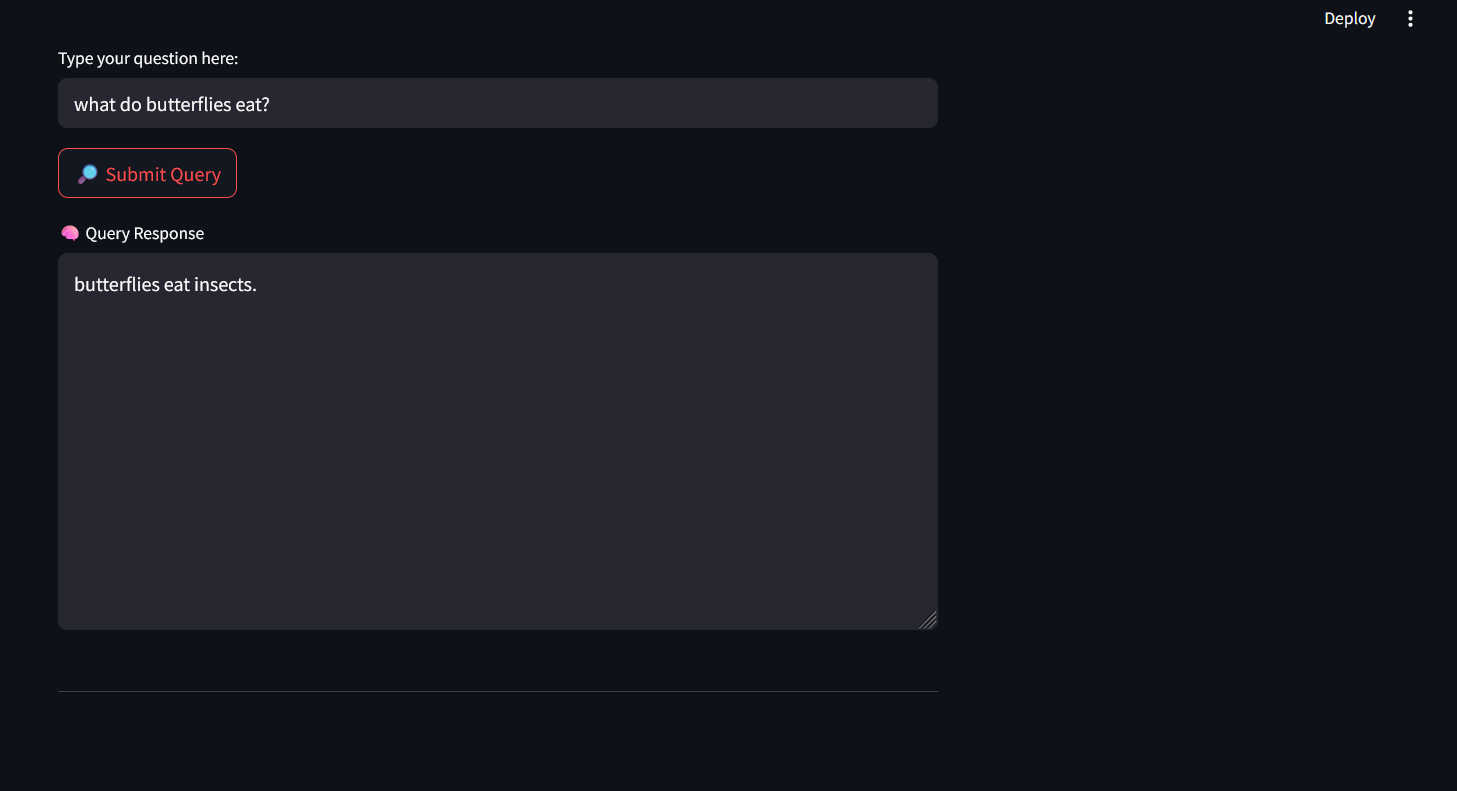 Deploy
Type your question here:
what do butterflies eat?
Submit Query
Query Response
butterflies eat insects.